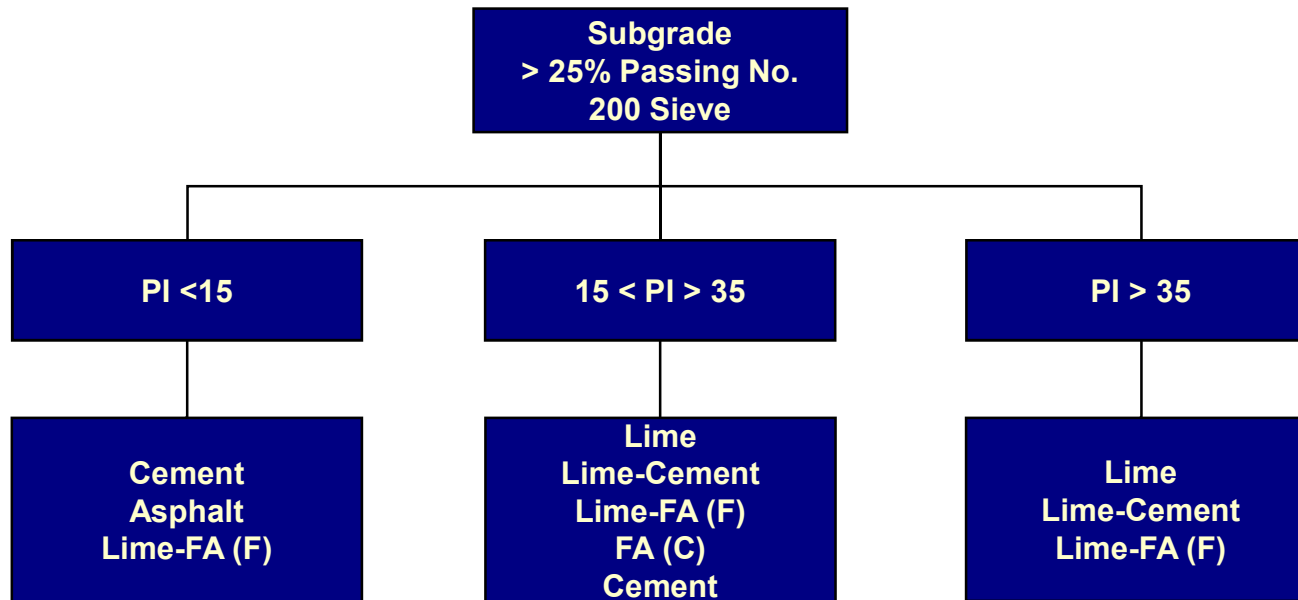 Subgrade
> 25% Passing No.
200 Sieve
PI <15
15 < PI > 35
PI > 35
Cement
Asphalt
Lime-FA (F)
Lime
Lime-Cement
Lime-FA (F)
FA (C)
Cement
Lime
Lime-Cement
Lime-FA (F)